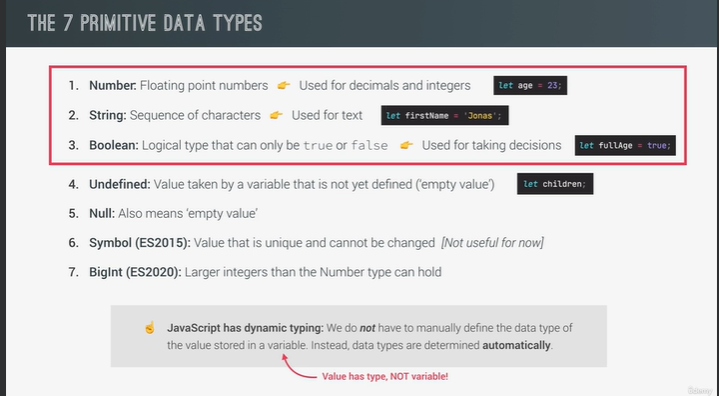 THE 7 PRIMITIVE DATA TYPES
1. Number: Floating point numbers 👉 Used for decimals and integers let age = 23;
2. String: Sequence of characters 👉 Used for text let firstName = 'Jonas';
3. Boolean: Logical type that can only be true or false 👉 Used for taking decisions let fullAge = true;
4. Undefined: Value taken by a variable that is not yet defined (‘empty value’) let children;
5. Null: Also means ‘empty value’
6. Symbol (ES2015): Value that is unique and cannot be changed [Not useful for now]
7. BigInt (ES2020): Larger integers than the Number type can hold
☝ JavaScript has dynamic typing: We do not have to manually define the data type of
the value stored in a variable. Instead, data types are determined automatically.
Value has type, NOT variable!
Udemy